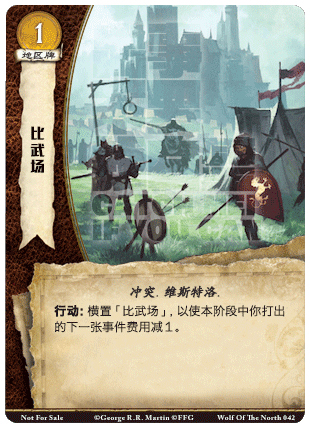 1
地区牌
比武场
冲突. 维斯特洛.
行动: 横置「比武场」, 以使本阶段中你打出
的下一张事件费用减１。
Not For Sale ©George R.R. Martin ©FFG Wolf Of The North #42